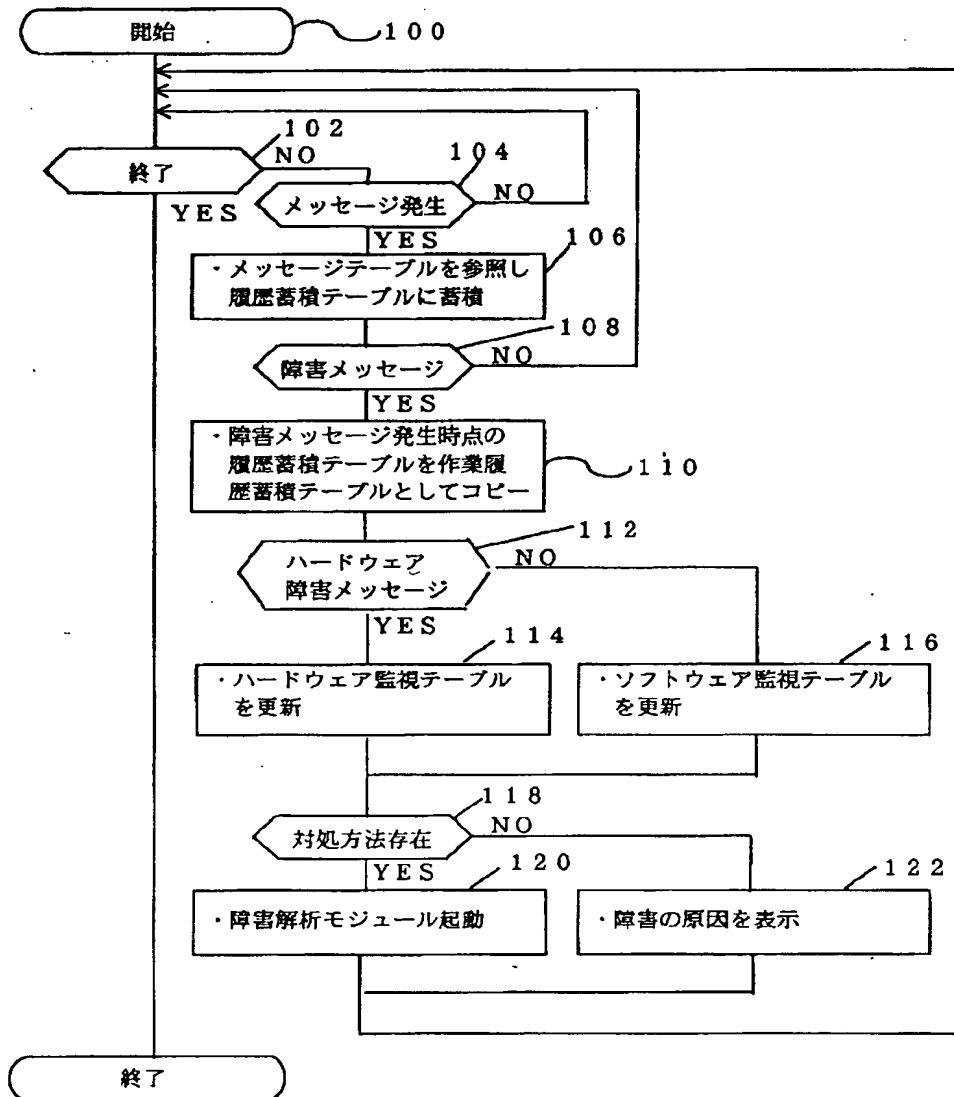 開始
100
102
終了
NO
104
メッセージ発生
NO
YES
YES
106
・メッセージテーブルを参照し
履歴蓄積テーブルに蓄積
108
障害メッセージ
NO
YES
・障害メッセージ発生時点の
履歴蓄積テーブルを作業履
歴蓄積テーブルとしてコピー
110
112
ハードウェア
障害メッセージ
NO
YES
114
116
・ハードウェア監視テーブル
を更新
・ソフトウェア監視テーブル
を更新
118
対処方法存在
NO
YES
120
122
・障害解析モジュール起動
・障害の原因を表示
終了